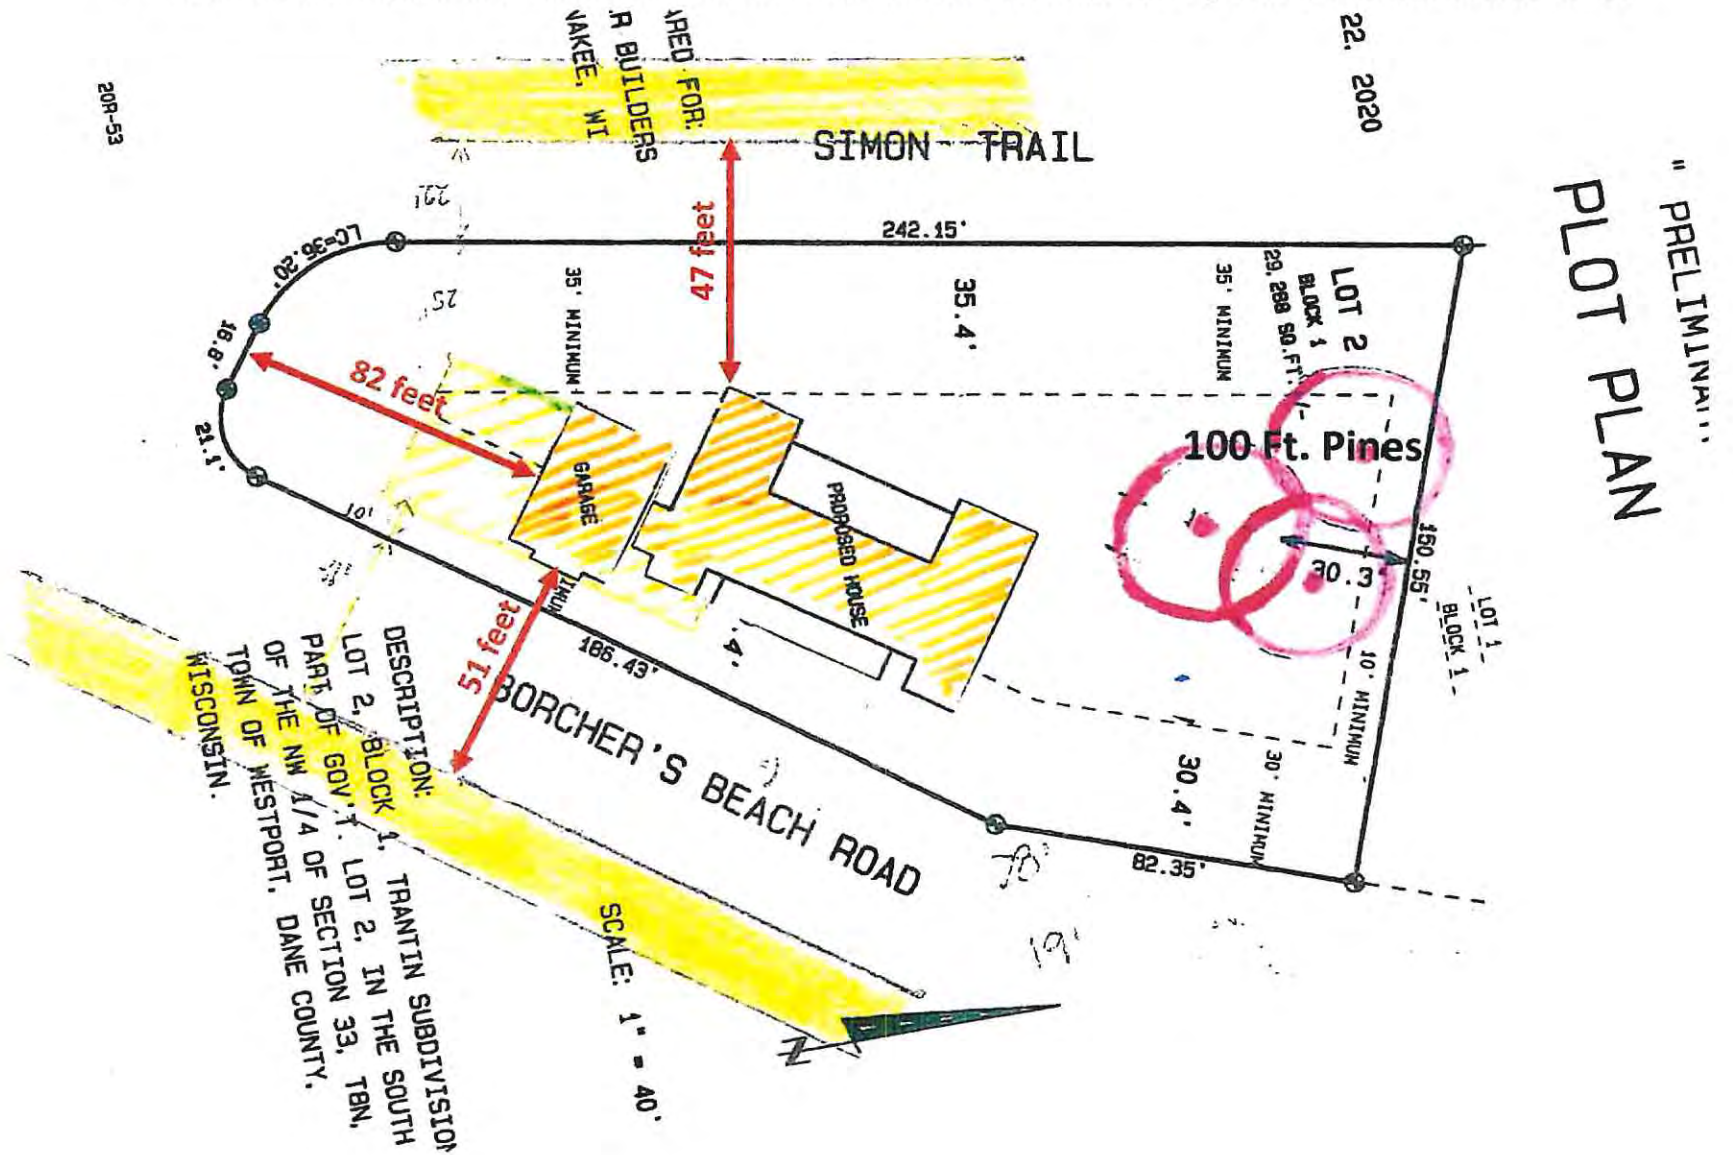 " PRELIMINA
PLOT PLAN
22, 2020
ARED FOR:
R BUILDERS
VAKEE, WI
20R-53
SIMON TRAIL
47 feet
22'
242.15'
LC=36.20'
16.8'
21.1'
25'
35' MINIMUM
35.4'
35' MINIMUM
LOT 2
BLOCK 1
29,288 SQ.FT.
82 feet
100 Ft. Pines
GARAGE
PROPOSED HOUSE
30.3
150.55'
LOT 1
BLOCK 1
10'
IMUM
.4'
51 feet
186.43'
10' MINIMUM
30.4'
30' MINIMUM
82.35'
BORCHER'S BEACH ROAD
19'
DESCRIPTION:
LOT 2, BLOCK 1, TRANTIN SUBDIVISION
PART OF GOV'T. LOT 2, IN THE SOUTH
OF THE NW 1/4 OF SECTION 33, T8N,
TOWN OF WESTPORT, DANE COUNTY,
WISCONSIN.
SCALE: 1" = 40'
N